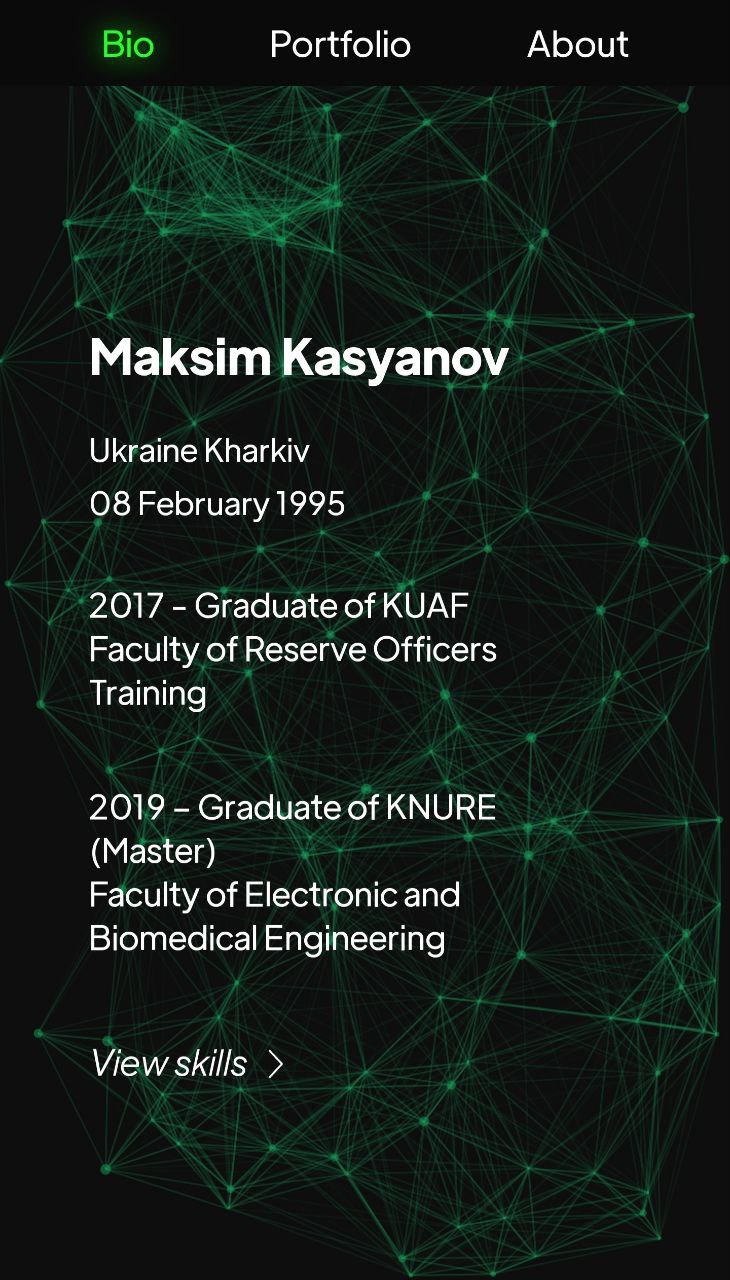 Bio Portfolio About
Maksim Kasyanov
Ukraine Kharkiv
08 February 1995
2017 - Graduate of KUAF
Faculty of Reserve Officers
Training
2019 – Graduate of KNURE
(Master)
Faculty of Electronic and
Biomedical Engineering
View skills